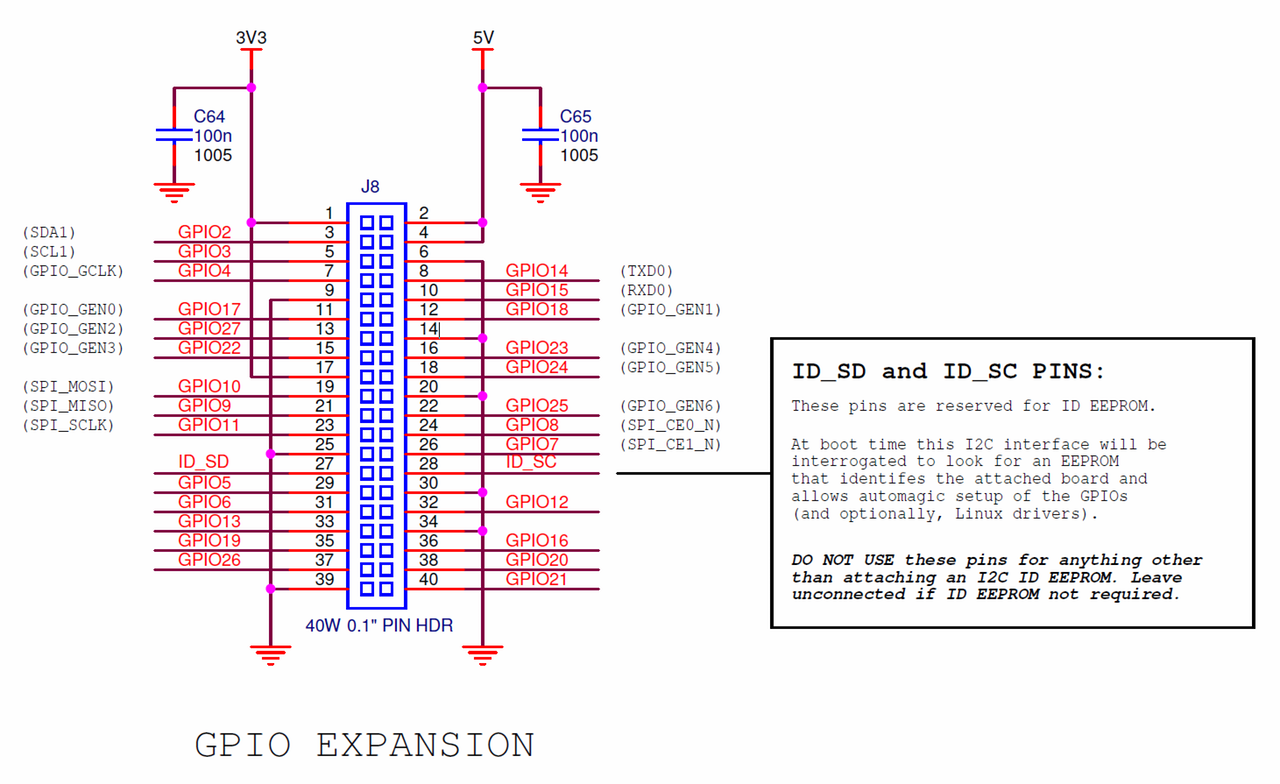 3V3 5V
C64 C65
100n 100n
1005 1005
J8
1 2
(SDA1) GPIO2 3 4
(SCL1) GPIO3 5 6
(GPIO_GCLK) GPIO4 7 8 GPIO14 (TXD0)
9 10 GPIO15 (RXD0)
(GPIO_GEN0) GPIO17 11 12 GPIO18 (GPIO_GEN1)
(GPIO_GEN2) GPIO27 13 14
(GPIO_GEN3) GPIO22 15 16 GPIO23 (GPIO_GEN4)
17 18 GPIO24 (GPIO_GEN5)
(SPI_MOSI) GPIO10 19 20
(SPI_MISO) GPIO9 21 22 GPIO25 (GPIO_GEN6)
(SPI_SCLK) GPIO11 23 24 GPIO8 (SPI_CE0_N)
25 26 GPIO7 (SPI_CE1_N)
ID_SD 27 28 ID_SC
GPIO5 29 30
GPIO6 31 32 GPIO12
GPIO13 33 34
GPIO19 35 36 GPIO16
GPIO26 37 38 GPIO20
39 40 GPIO21
40W 0.1" PIN HDR
ID_SD and ID_SC PINS:
These pins are reserved for ID EEPROM.
At boot time this I2C interface will be
interrogated to look for an EEPROM
that identifes the attached board and
allows automagic setup of the GPIOs
(and optionally, Linux drivers).
DO NOT USE these pins for anything other
than attaching an I2C ID EEPROM. Leave
unconnected if ID EEPROM not required.
GPIO EXPANSION